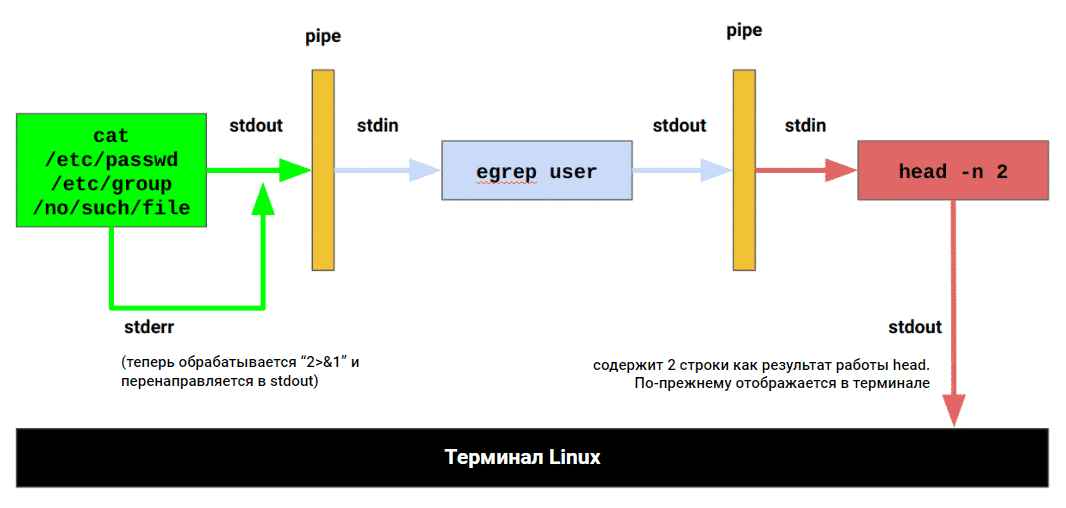 pipe
pipe
stdout
stdin
stdout
stdin
cat
/etc/passwd
/etc/group
/no/such/file
egrep user
head -n 2
stderr
(теперь обрабатывается “2>&1” и
перенаправляется в stdout)
stdout
содержит 2 строки как результат работы head.
По-прежнему отображается в терминале
Терминал Linux